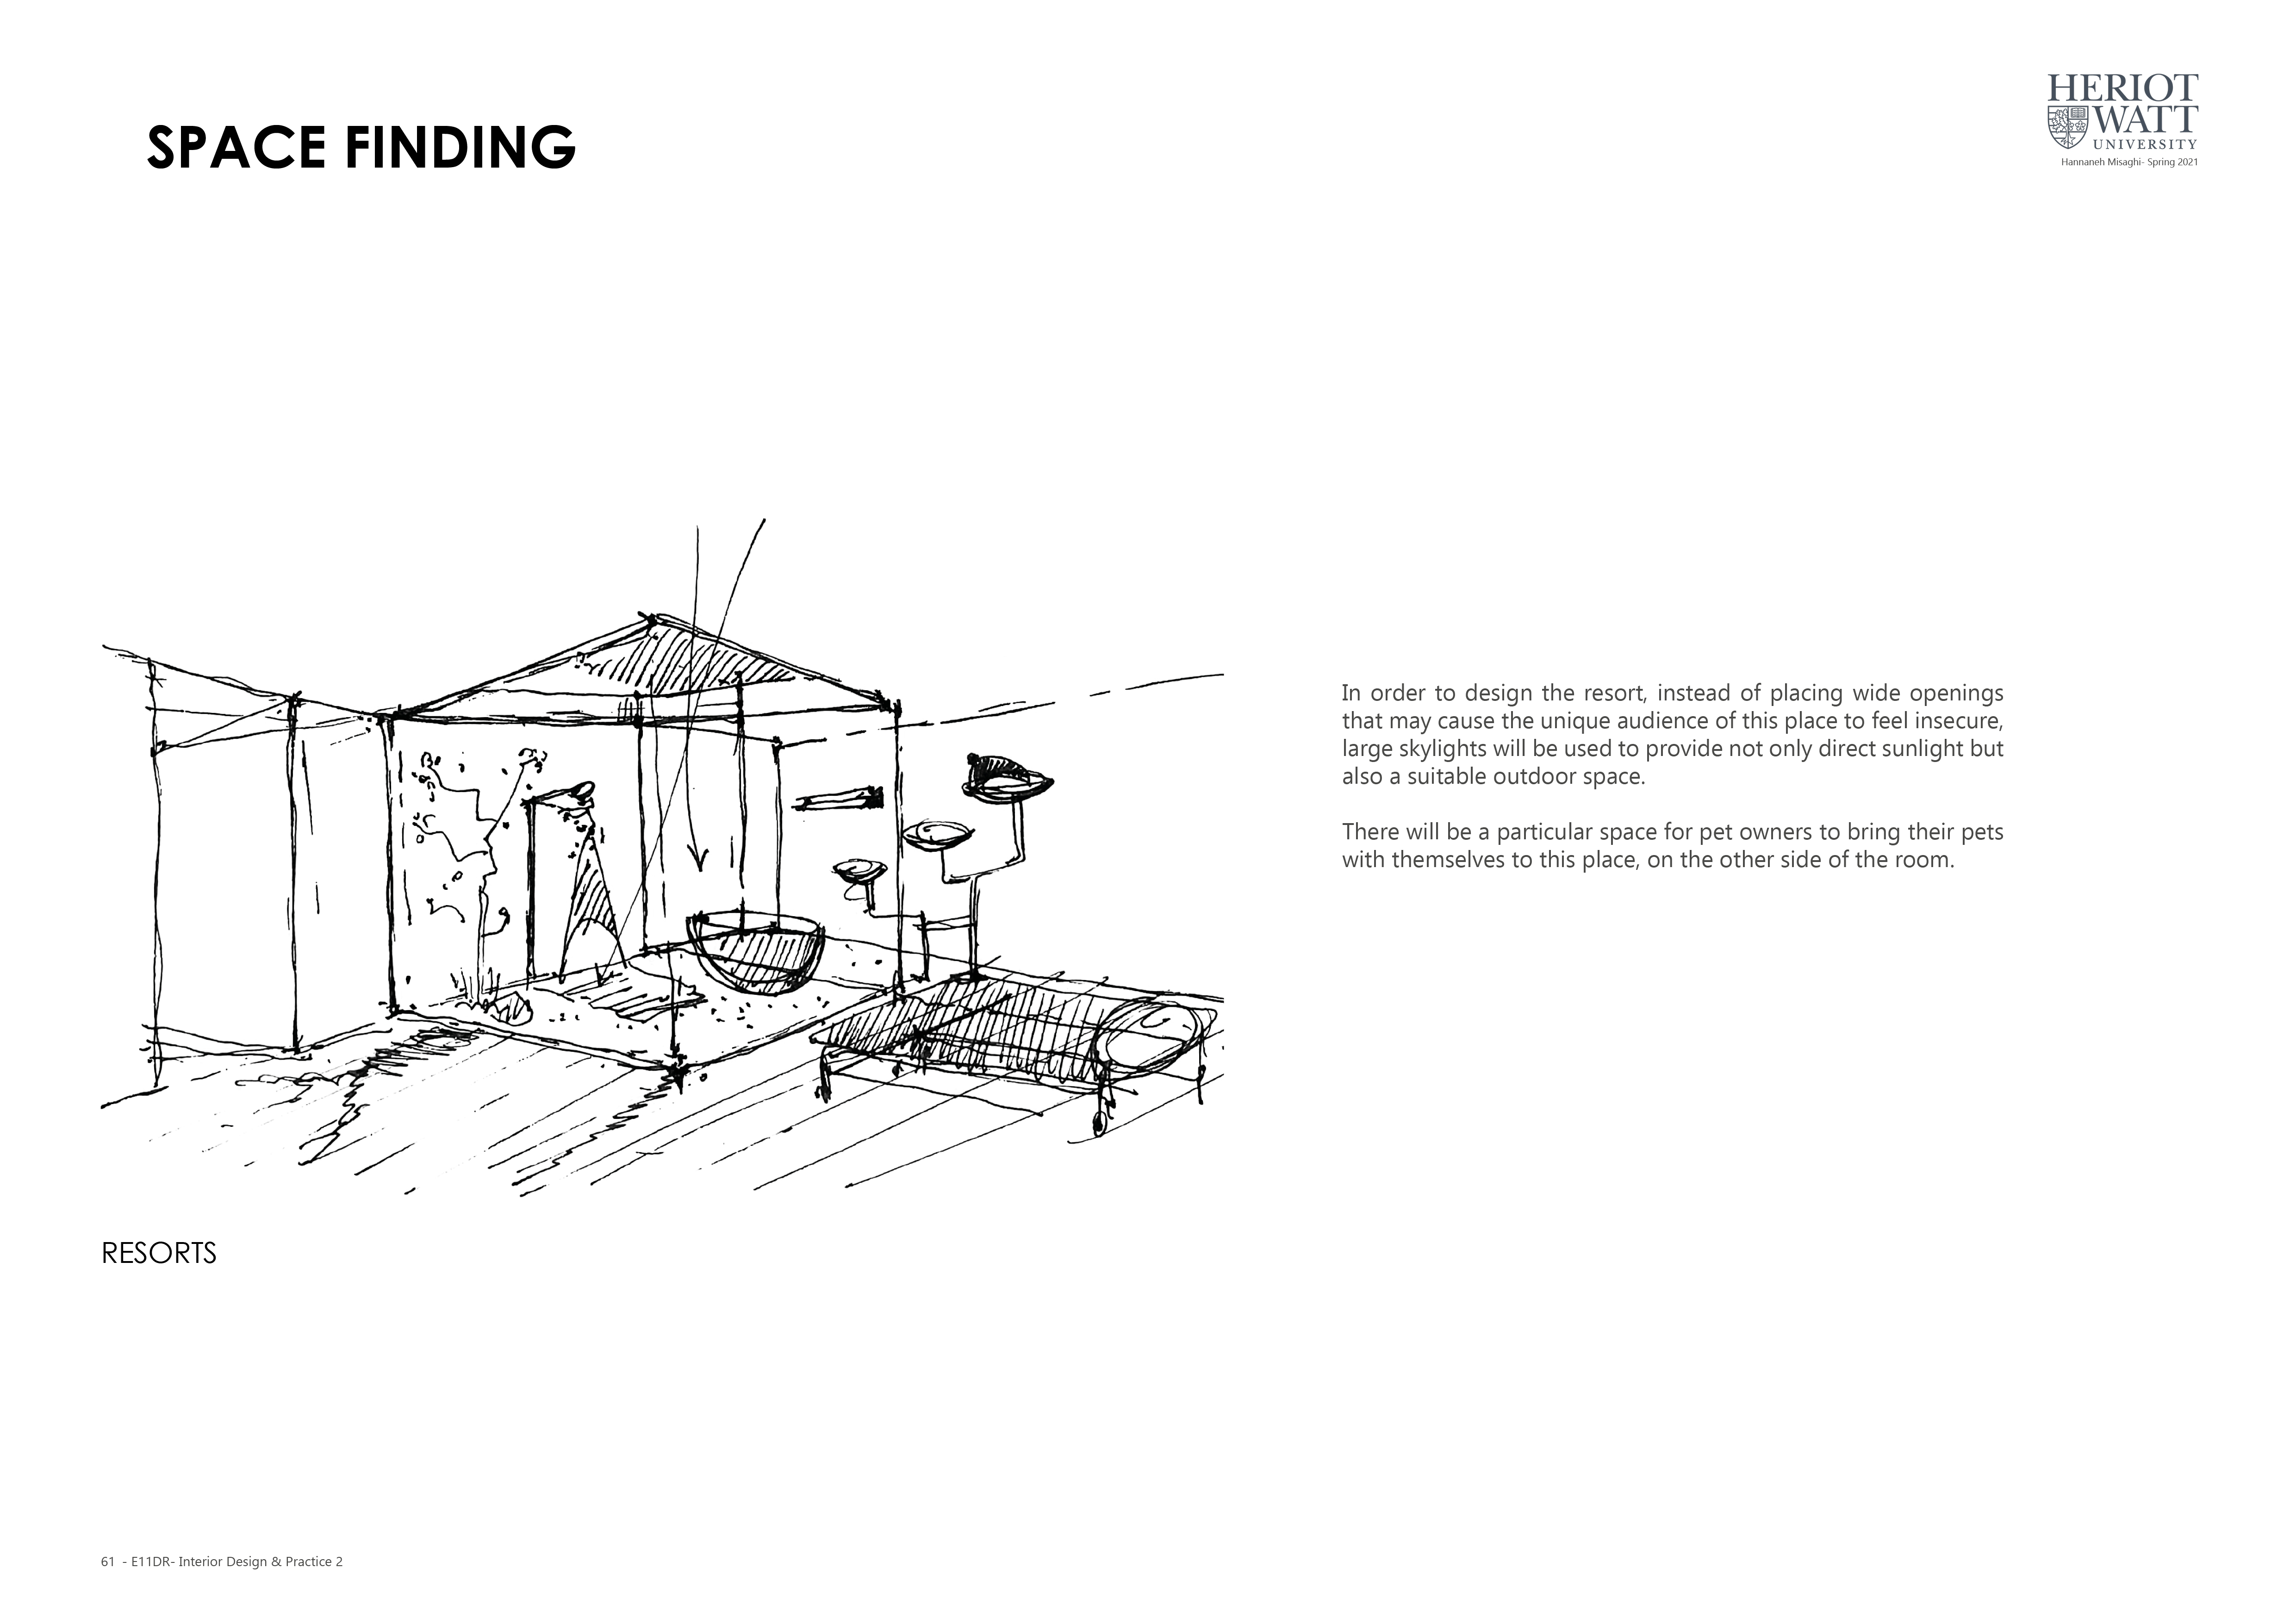 SPACE FINDING
HERIOT
WATT
UNIVERSITY
Hannaneh Misaghi- Spring 2021
In order to design the resort, instead of placing wide openings
that may cause the unique audience of this place to feel insecure,
large skylights will be used to provide not only direct sunlight but
also a suitable outdoor space.
There will be a particular space for pet owners to bring their pets
with themselves to this place, on the other side of the room.
RESORTS
61 - E11DR- Interior Design & Practice 2